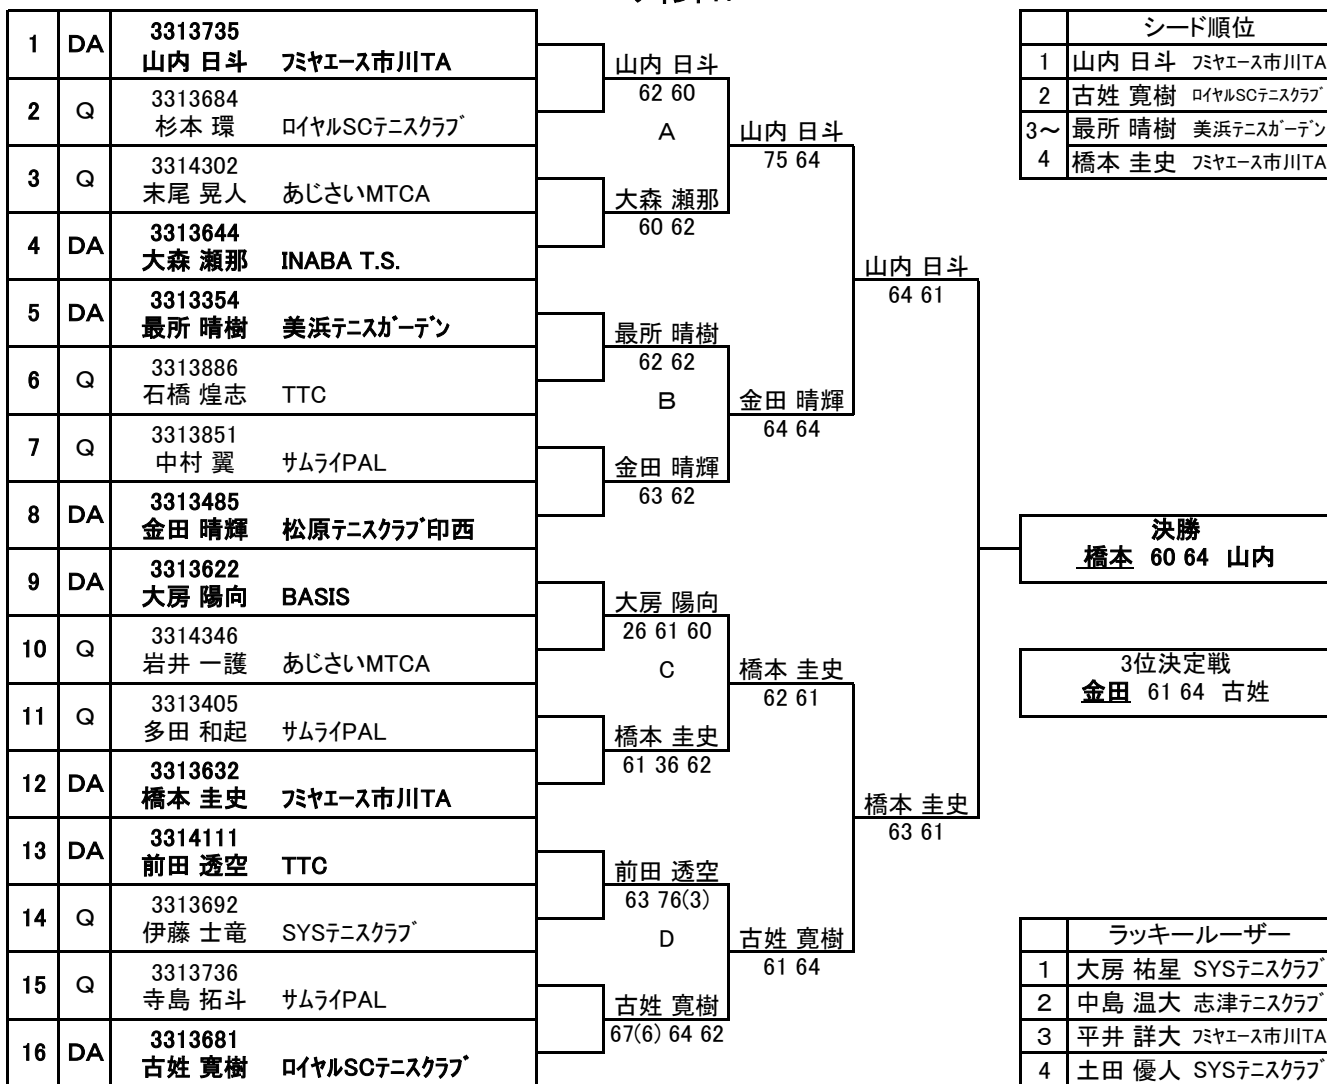 1 DA 3313735
山内 日斗 フミヤエース市川TA
2 Q 3313684
杉本 環 ロイヤルSCテニスクラブ
3 Q 3314302
末尾 晃人 あじさいMTCA
4 DA 3313644
大森 瀬那 INABA T.S.
5 DA 3313354
最所 晴樹 美浜テニスガーデン
6 Q 3313886
石橋 煌志 TTC
7 Q 3313851
中村 翼 サムライPAL
8 DA 3313485
金田 晴輝 松原テニスクラブ印西
9 DA 3313622
大房 陽向 BASIS
10 Q 3314346
岩井 一護 あじさいMTCA
11 Q 3313405
多田 和起 サムライPAL
12 DA 3313632
橋本 圭史 フミヤエース市川TA
13 DA 3314111
前田 透空 TTC
14 Q 3313692
伊藤 士竜 SYSテニスクラブ
15 Q 3313736
寺島 拓斗 サムライPAL
16 DA 3313681
古姓 寛樹 ロイヤルSCテニスクラブ
山内 日斗
62 60
A
大森 瀬那
60 62
最所 晴樹
62 62
B
金田 晴輝
63 62
大房 陽向
26 61 60
C
橋本 圭史
61 36 62
前田 透空
63 76(3)
D
古姓 寛樹
67(6) 64 62
山内 日斗
75 64
金田 晴輝
64 64
橋本 圭史
62 61
古姓 寛樹
61 64
山内 日斗
64 61
橋本 圭史
63 61
シード順位
1 山内 日斗 フミヤエース市川TA
2 古姓 寛樹 ロイヤルSCテニスクラブ
3～ 最所 晴樹 美浜テニスガーデン
4 橋本 圭史 フミヤエース市川TA
決勝
橋本 60 64 山内
3位決定戦
金田 61 64 古姓
ラッキールーザー
1 大房 祐星 SYSテニスクラブ
2 中島 温大 志津テニスクラブ
3 平井 詳大 フミヤエース市川TA
4 土田 優人 SYSテニスクラブ